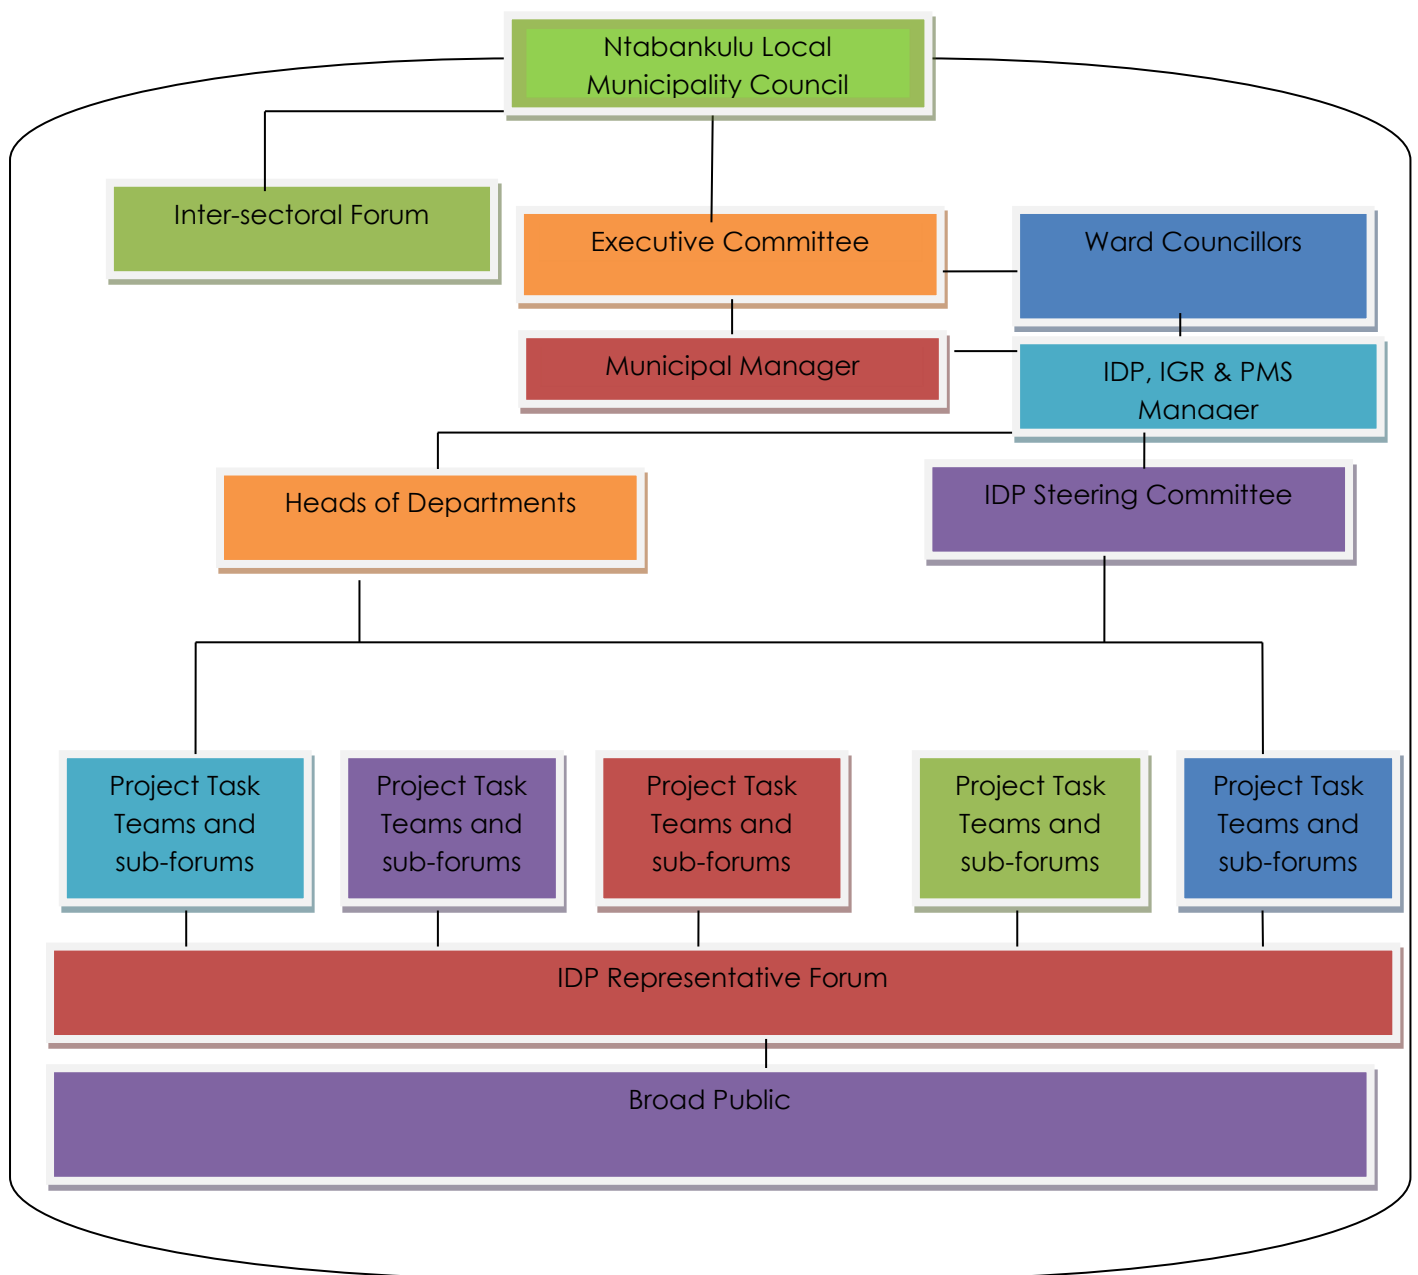 Ntabankulu Local
Municipality Council
Inter-sectoral Forum
Executive Committee
Ward Councillors
Municipal Manager
IDP, IGR & PMS
Manager
Heads of Departments
IDP Steering Committee
Project Task
Teams and
sub-forums
Project Task
Teams and
sub-forums
Project Task
Teams and
sub-forums
Project Task
Teams and
sub-forums
Project Task
Teams and
sub-forums
IDP Representative Forum
Broad Public